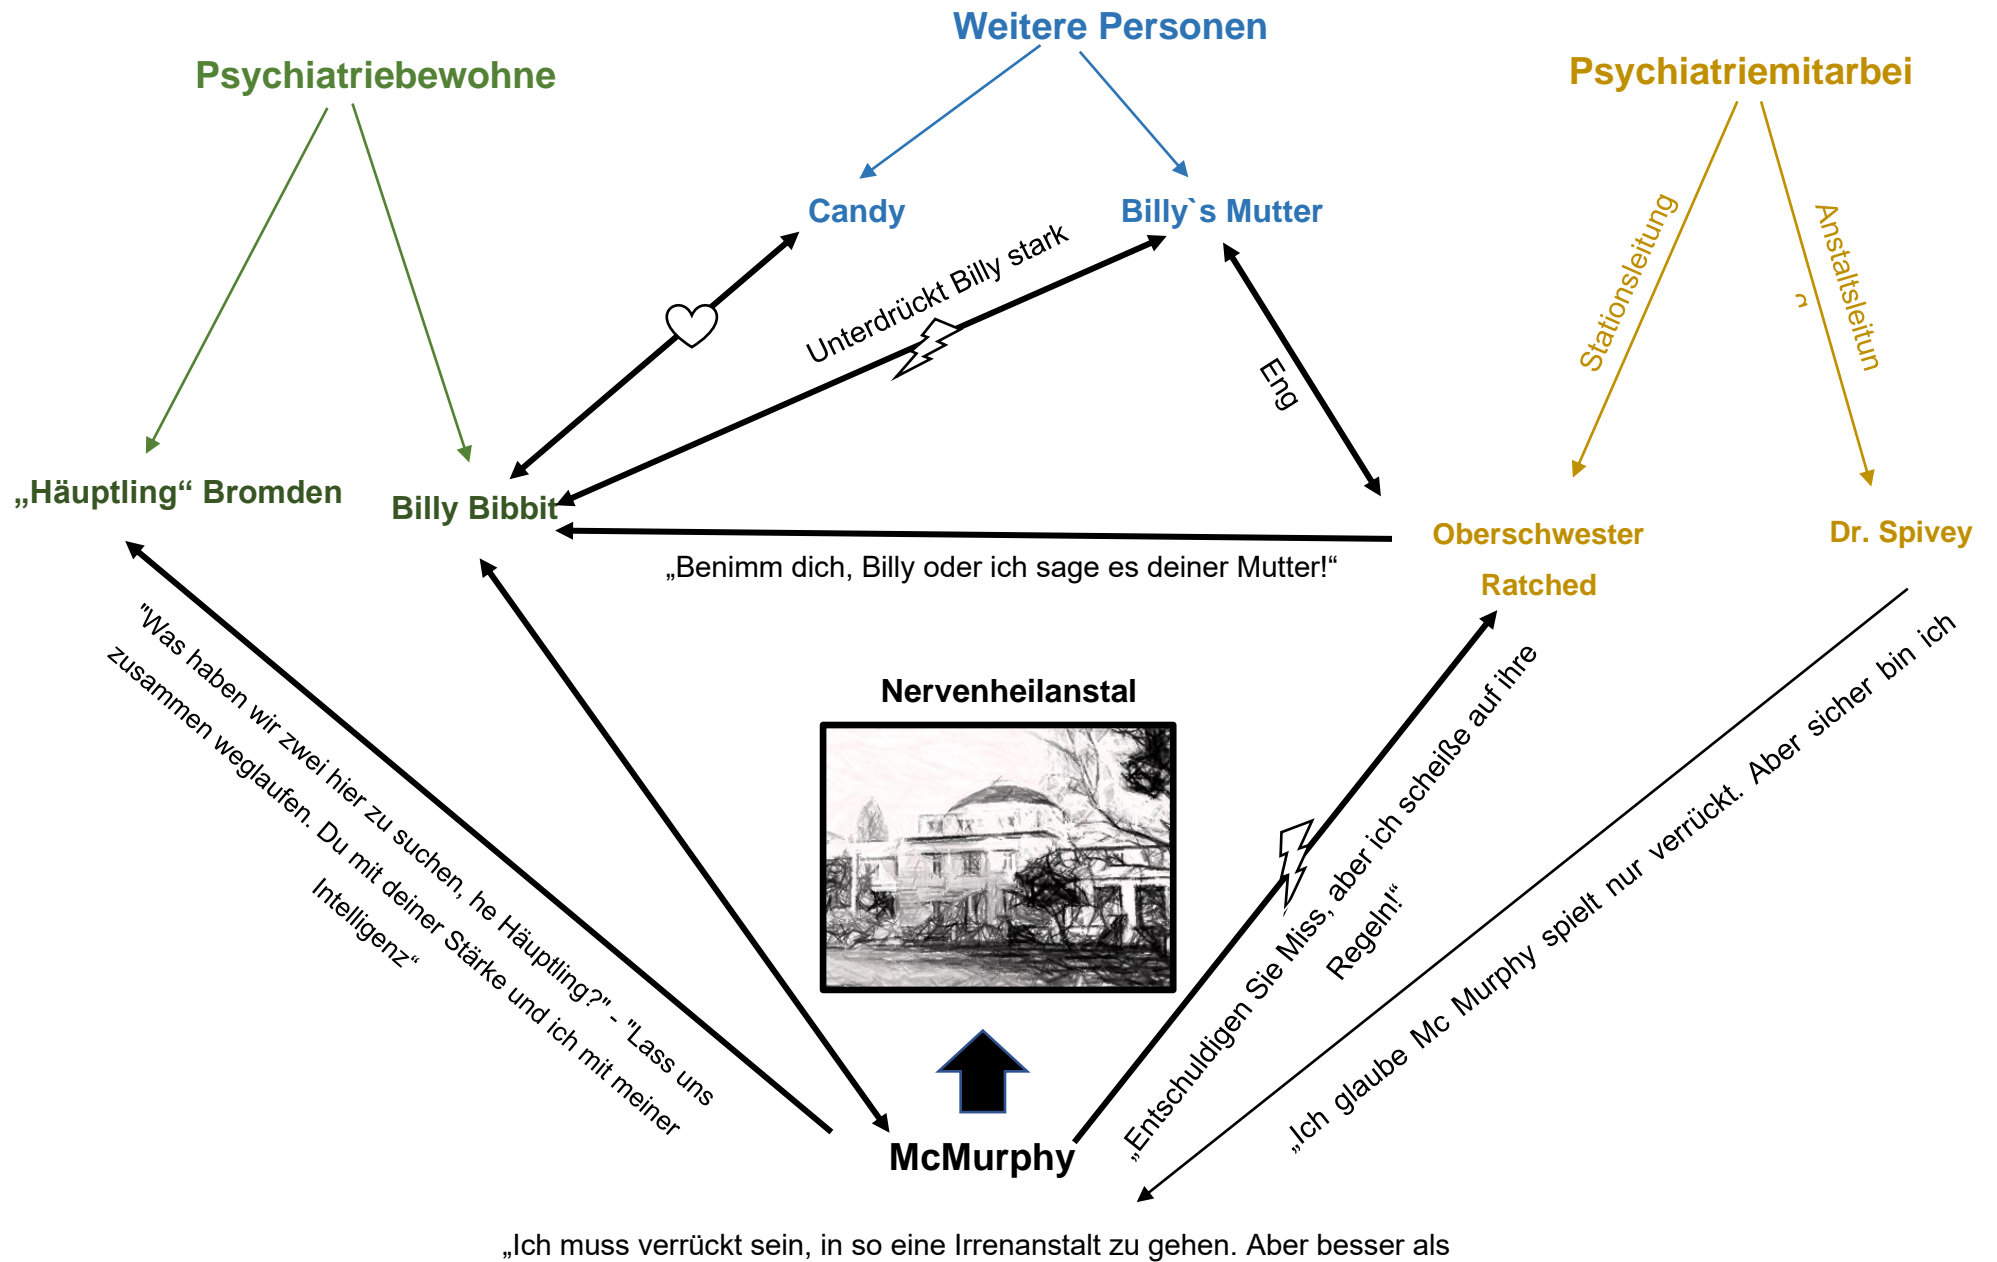 Weitere Personen
Psychiatriebewohne
Psychiatriemitarbei
Candy
Billy`s Mutter
Stationsleitung
Anstaltsleitun
Unterdrückt Billy stark
Eng
„Häuptling“ Bromden
Billy Bibbit
Oberschwester
Ratched
Dr. Spivey
„Benimm dich, Billy oder ich sage es deiner Mutter!“
"Was haben wir zwei hier zu suchen, he Häuptling?"- "Lass uns
zusammen weglaufen. Du mit deiner Stärke und ich mit meiner
Intelligenz“
Nervenheilanstal
„Entschuldigen Sie Miss, aber ich scheiße auf ihre
Regeln!“
„Ich glaube Mc Murphy spielt nur verrückt. Aber sicher bin ich
McMurphy
„Ich muss verrückt sein, in so eine Irrenanstalt zu gehen. Aber besser als